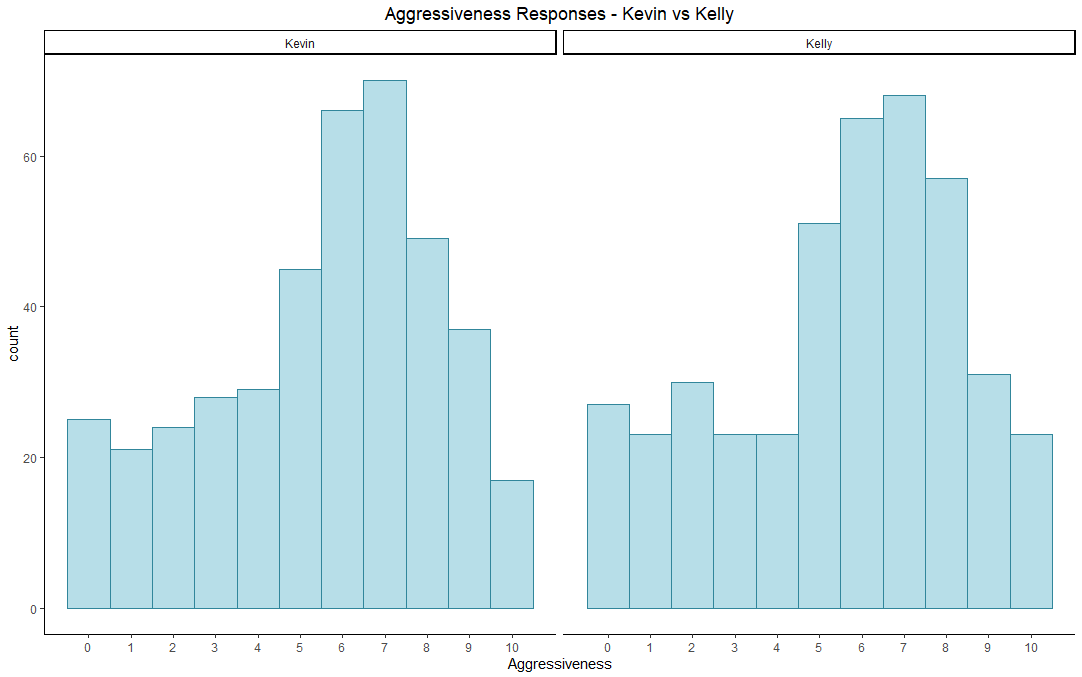 Aggressiveness Responses - Kevin vs Kelly
Kevin
Kelly
count
60
40
20
0
0 1 2 3 4 5 6 7 8 9 10
0 1 2 3 4 5 6 7 8 9 10
Aggressiveness